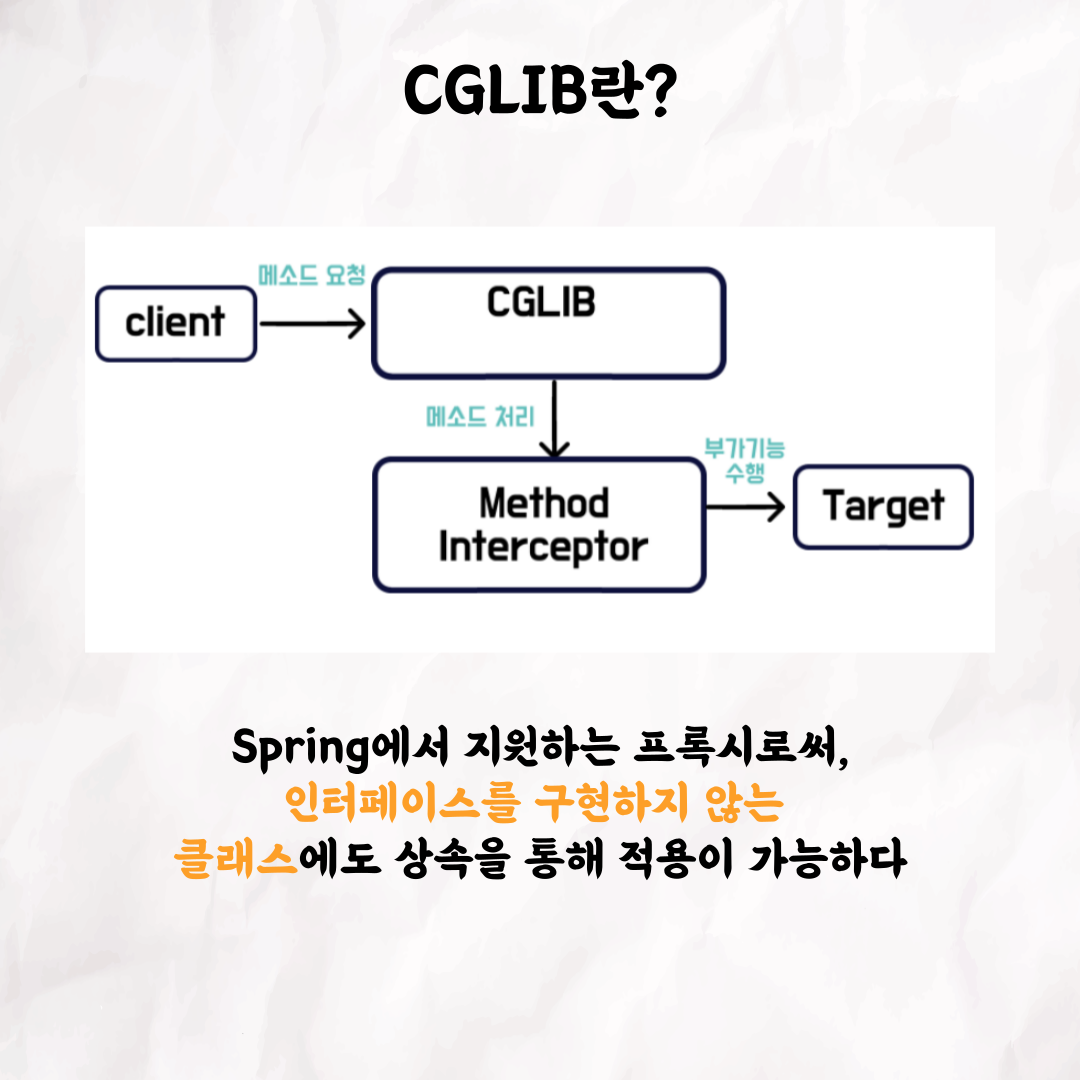 CGLIB란?
메소드 요청
client
CGLIB
메소드 처리
부가기능
수행
Method
Interceptor
Target
Spring에서 지원하는 프록시로써,
인터페이스를 구현하지 않는
클래스에도 상속을 통해 적용이 가능하다